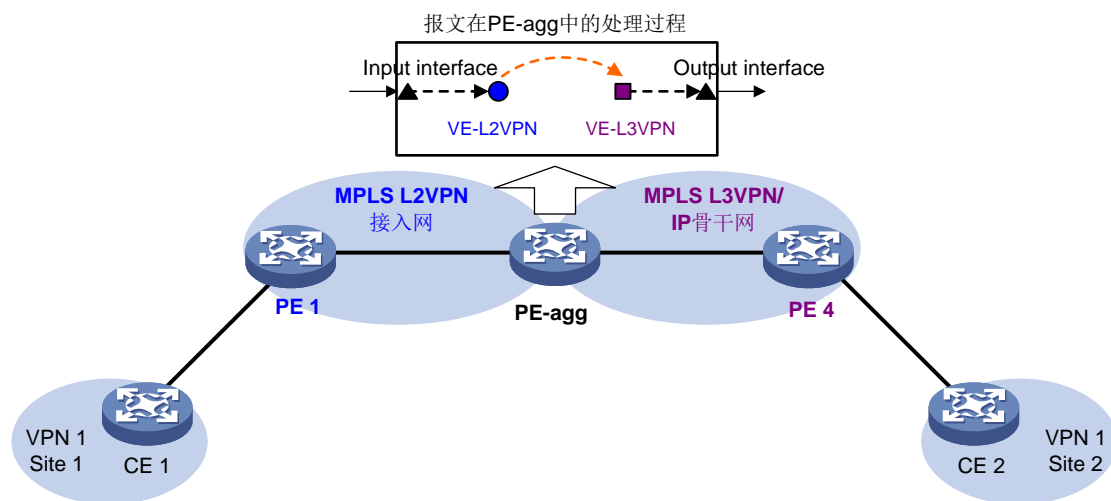 报文在PE-agg中的处理过程
Input interface
Output interface
VE-L2VPN
VE-L3VPN
MPLS L2VPN
接入网
MPLS L3VPN/
IP骨干网
PE 1
PE-agg
PE 4
VPN 1
Site 1
CE 1
CE 2
VPN 1
Site 2